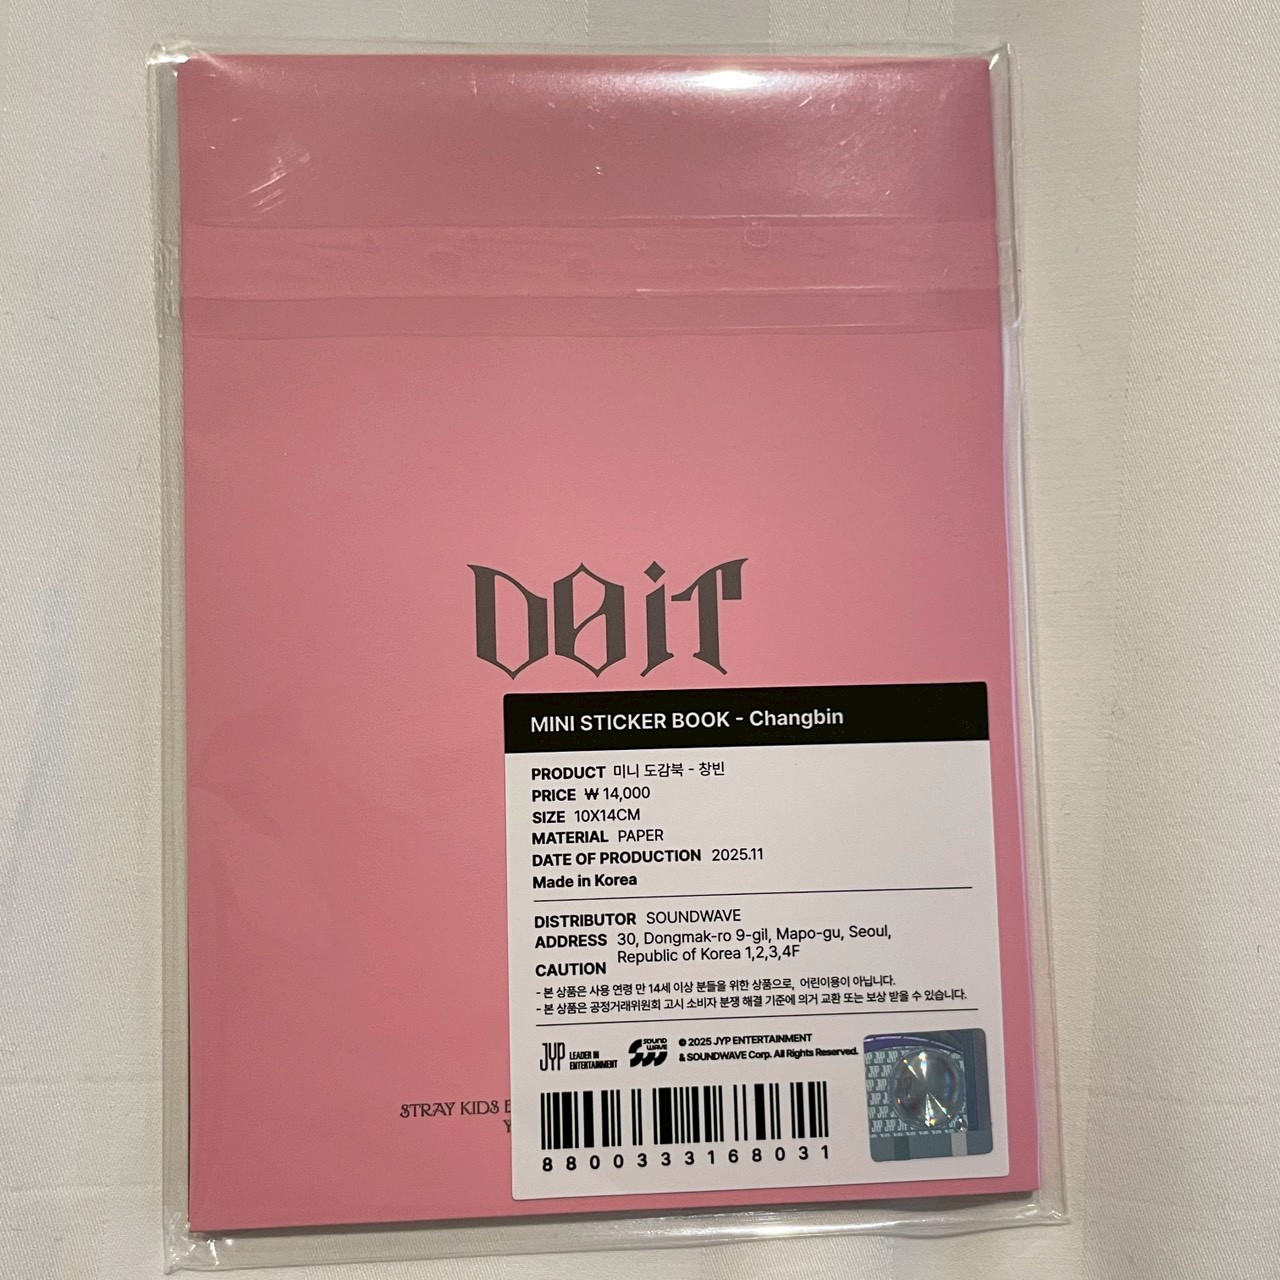 DO iT
MINI STICKER BOOK - Changbin
PRODUCT 미니 도감북 - 창빈
PRICE ₩ 14,000
SIZE 10X14CM
MATERIAL PAPER
DATE OF PRODUCTION 2025.11
Made in Korea
DISTRIBUTOR SOUNDWAVE
ADDRESS 30, Dongmak-ro 9-gil, Mapo-gu, Seoul,
Republic of Korea 1,2,3,4F
CAUTION
- 본 상품은 사용 연령 만 14세 이상 분들을 위한 상품으로, 어린이용이 아닙니다.
- 본 상품은 공정거래위원회 고시 소비자 분쟁 해결 기준에 의거 교환 또는 보상 받을 수 있습니다.
JYP LEADER IN
ENTERTAINMENT
SOUND
WAVE
© 2025 JYP ENTERTAINMENT
& SOUNDWAVE Corp. All Rights Reserved.
STRAY KIDS
8800333168031
JYP